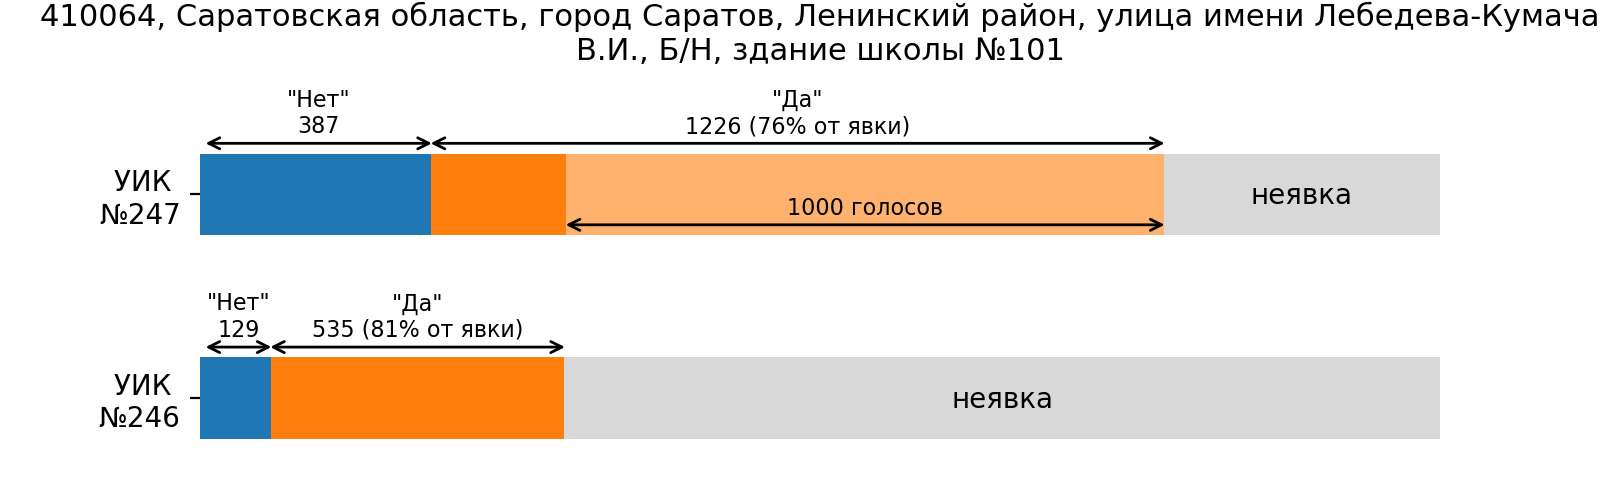 410064, Саратовская область, город Саратов, Ленинский район, улица имени Лебедева-Кумача
В.И., Б/Н, здание школы №101
"Нет"
387
"Да"
1226 (76% от явки)
УИК
№247
1000 голосов
неявка
"Нет"
129
"Да"
535 (81% от явки)
УИК
№246
неявка